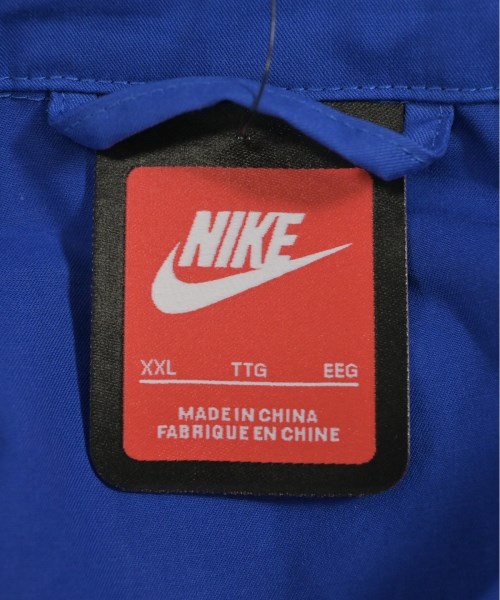 NIKE
XXL TTG EEG
MADE IN CHINA
FABRIQUE EN CHINE